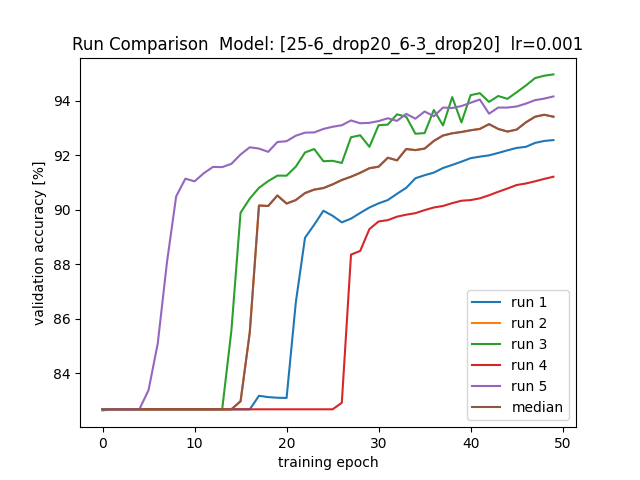 Run Comparison  Model: [25-6_drop20_6-3_drop20]  lr=0.001
validation accuracy [%]
94
92
90
88
86
84
0 10 20 30 40 50
training epoch
run 1
run 2
run 3
run 4
run 5
median